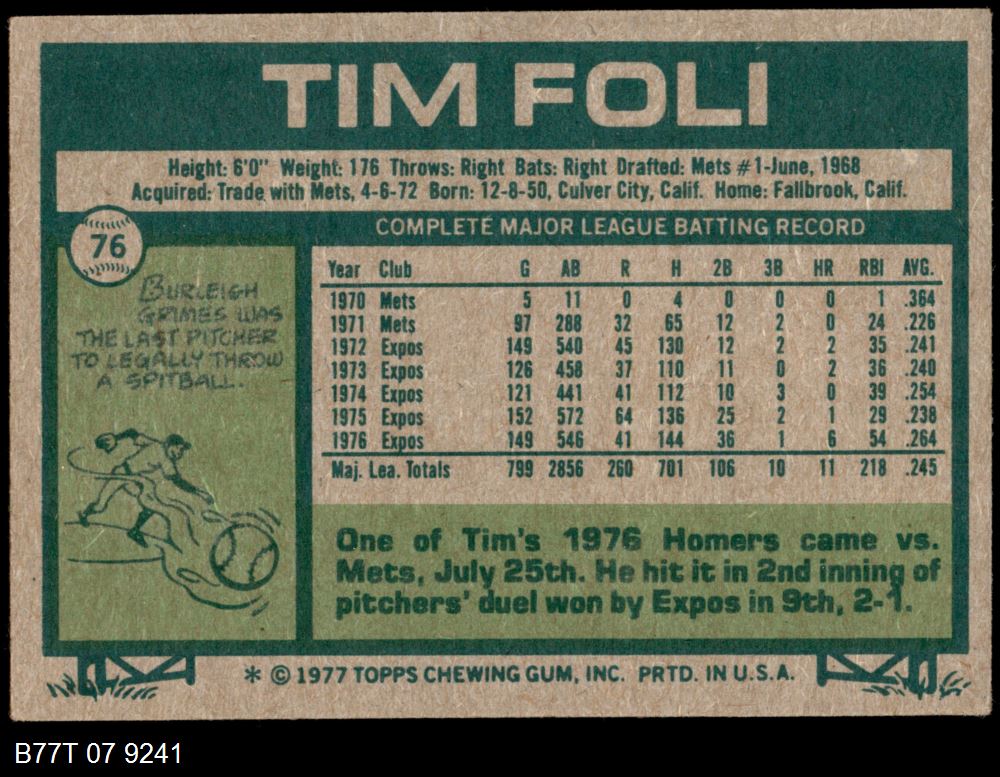 TIM FOLI
Height: 6'0" Weight: 176 Throws: Right Bats: Right Drafted: Mets #1-June, 1968
Acquired: Trade with Mets, 4-6-72 Born: 12-8-50, Culver City, Calif. Home: Fallbrook, Calif.
76
BURLEIGH
GRIMES WAS
THE LAST PITCHER
TO LEGALLY THROW
A SPITBALL.
COMPLETE MAJOR LEAGUE BATTING RECORD
Year Club G AB R H 2B 3B HR RBI AVG.
1970 Mets 5 11 0 4 0 0 0 1 .364
1971 Mets 97 288 32 65 12 2 0 24 .226
1972 Expos 149 540 45 130 12 2 2 35 .241
1973 Expos 126 458 37 110 11 0 2 36 .240
1974 Expos 121 441 41 112 10 3 0 39 .254
1975 Expos 152 572 64 136 25 2 1 29 .238
1976 Expos 149 546 41 144 36 1 6 54 .264
Maj. Lea. Totals 799 2856 260 701 106 10 11 218 .245
One of Tim's 1976 Homers came vs.
Mets, July 25th. He hit it in 2nd inning of
pitchers' duel won by Expos in 9th, 2-1.
* © 1977 TOPPS CHEWING GUM, INC. PRTD. IN U.S.A.
B77T 07 9241